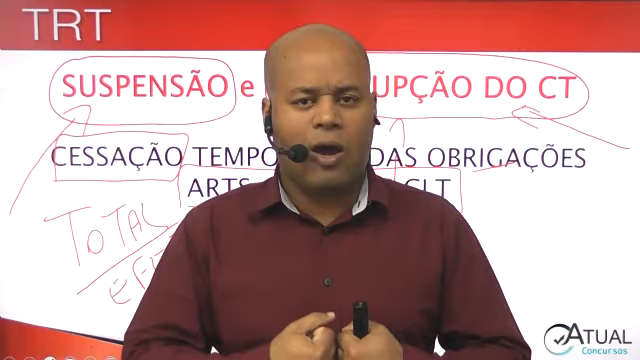 TRT
SUSPENSÃO e UPÇÃO DO CT
CESSAÇÃO TEMPO DAS OBRIGAÇÕES
ARTS CLT
TOTAL
ATUAL
Concursos